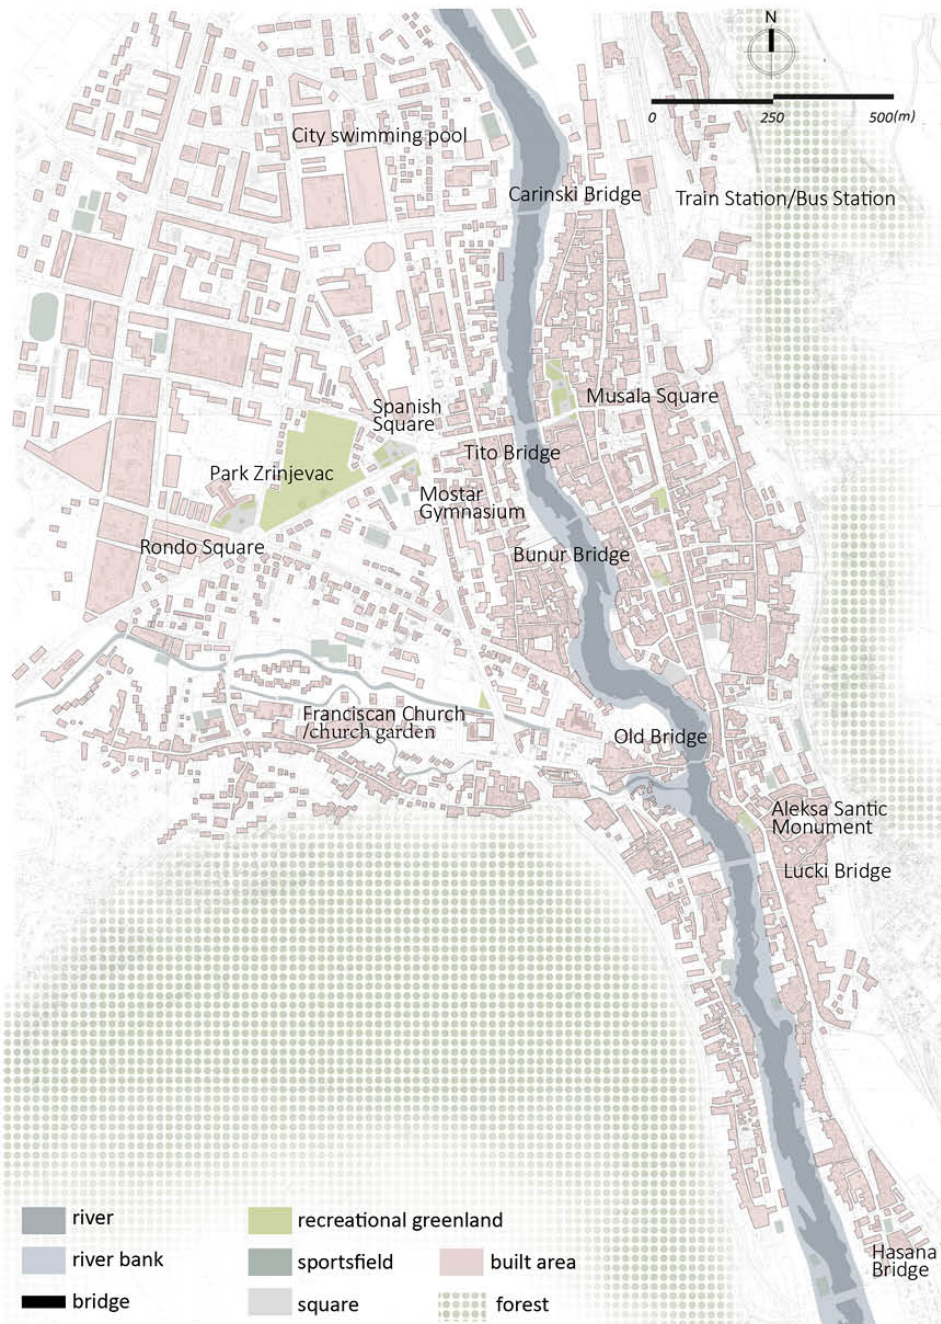 N
0 250 500(m)
City swimming pool
Carinski Bridge
Train Station/Bus Station
Musala Square
Spanish
Square
Tito Bridge
Park Zrinjevac
Mostar
Gymnasium
Rondo Square
Bunur Bridge
Franciscan Church
/church garden
Old Bridge
Aleksa Santic
Monument
Lucki Bridge
Hasana
Bridge
river
river bank
bridge
recreational greenland
sportsfield
square
built area
forest